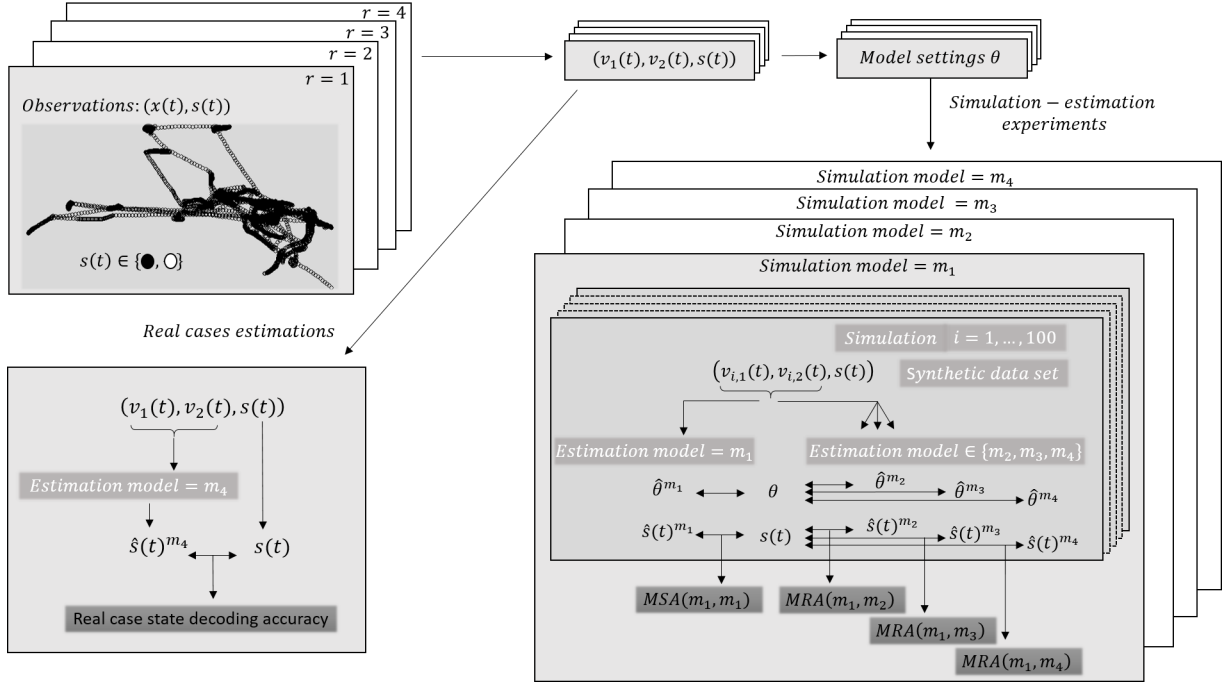 r = 4
r = 3
r = 2
r = 1
Observations: (x(t), s(t))
s(t) ∈ {●, ○}
(v₁(t), v₂(t), s(t))
Model settings θ
Simulation − estimation
experiments
Real cases estimations
(v₁(t), v₂(t), s(t))
Estimation model = m₄
ŝ(t)^m₄
s(t)
Real case state decoding accuracy
Simulation model = m₄
Simulation model = m₃
Simulation model = m₂
Simulation model = m₁
Simulation i = 1, … , 100
(vᵢ,₁(t), vᵢ,₂(t), s(t))
Synthetic data set
Estimation model = m₁
Estimation model ∈ {m₂, m₃, m₄}
θ̂^m₁ θ θ̂^m₂ θ̂^m₃ θ̂^m₄
ŝ(t)^m₁ s(t) ŝ(t)^m₂ ŝ(t)^m₃ ŝ(t)^m₄
MSA(m₁, m₁)
MRA(m₁, m₂)
MRA(m₁, m₃)
MRA(m₁, m₄)